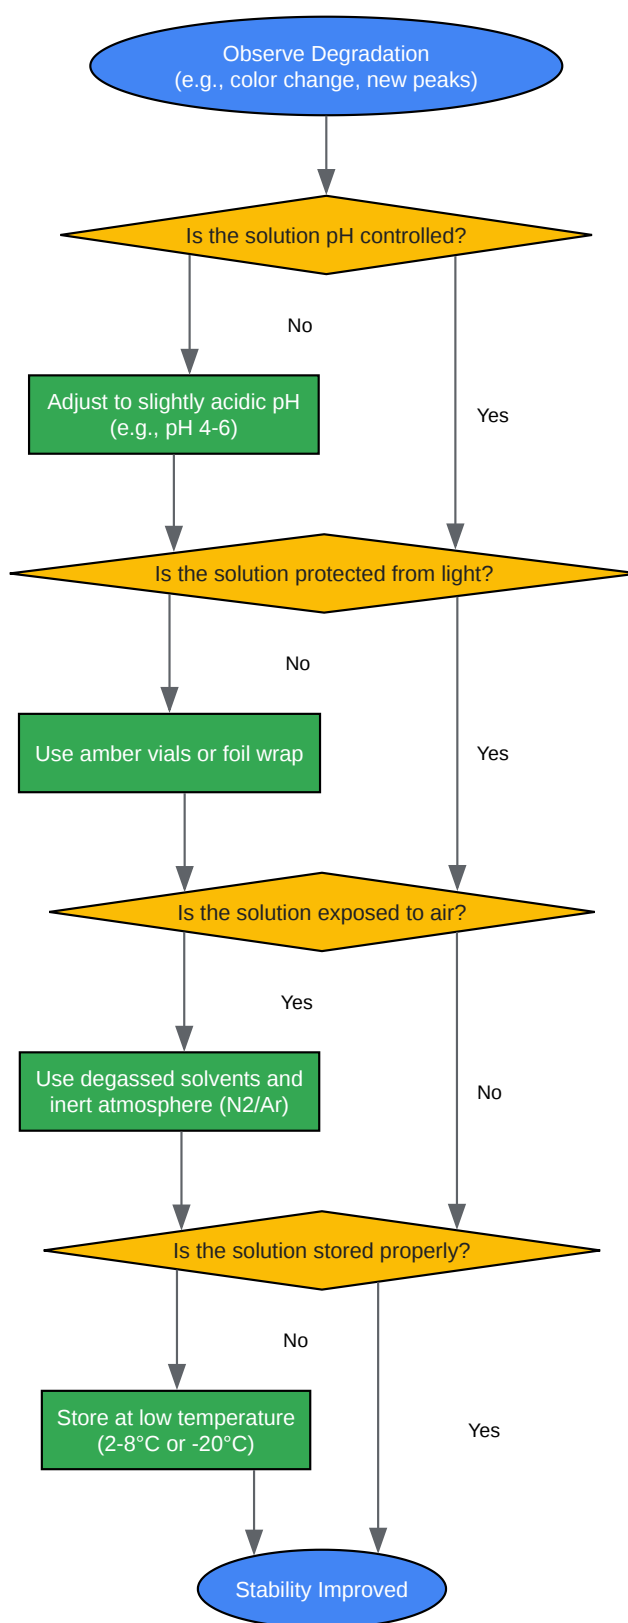 Observe Degradation
(e.g., color change, new peaks)
Is the solution pH controlled?
No
Adjust to slightly acidic pH
(e.g., pH 4-6)
Yes
Is the solution protected from light?
No
Use amber vials or foil wrap
Yes
Is the solution exposed to air?
Yes
Use degassed solvents and
inert atmosphere (N2/Ar)
No
Is the solution stored properly?
No
Store at low temperature
(2-8°C or -20°C)
Yes
Stability Improved